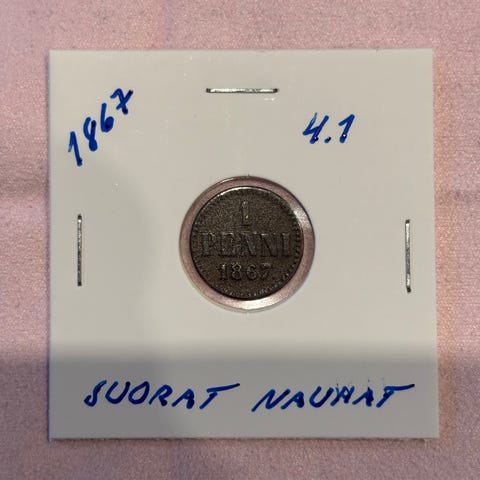 1867
4.1
1
PENNI
1867.
SUORAT NAUHAT